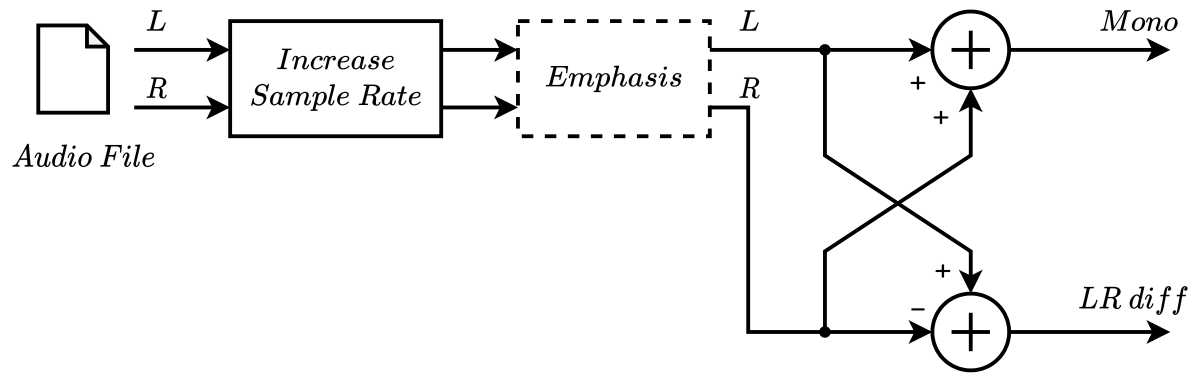 L
R
Audio File
Increase
Sample Rate
Emphasis
L
R
+
+
Mono
+
−
LR diff